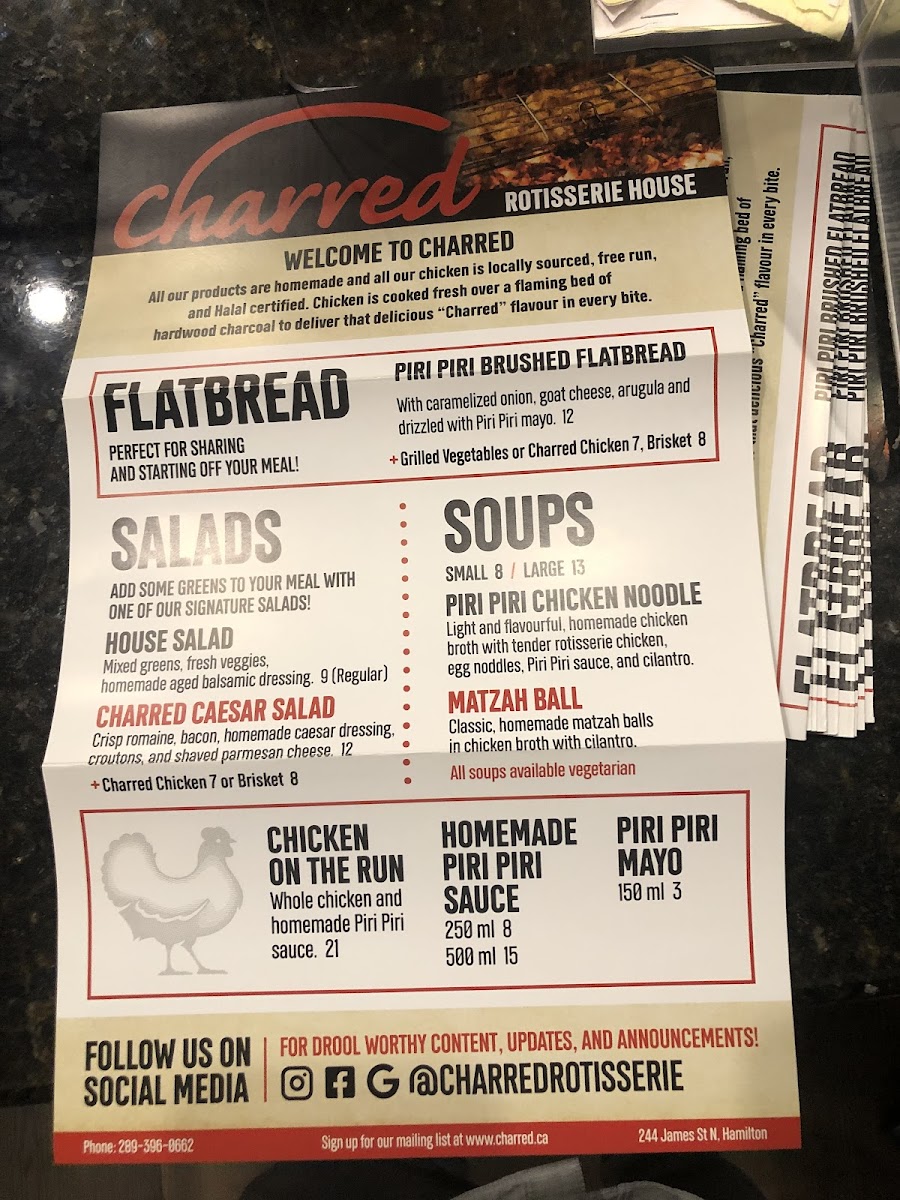 Charred
ROTISSERIE HOUSE
WELCOME TO CHARRED
All our products are homemade and all our chicken is locally sourced, free run,
and Halal certified. Chicken is cooked fresh over a flaming bed of
hardwood charcoal to deliver that delicious “Charred” flavour in every bite.
FLATBREAD
PERFECT FOR SHARING
AND STARTING OFF YOUR MEAL!
PIRI PIRI BRUSHED FLATBREAD
With caramelized onion, goat cheese, arugula and
drizzled with Piri Piri mayo. 12
+Grilled Vegetables or Charred Chicken 7, Brisket 8
SALADS
ADD SOME GREENS TO YOUR MEAL WITH
ONE OF OUR SIGNATURE SALADS!
HOUSE SALAD
Mixed greens, fresh veggies,
homemade aged balsamic dressing. 9 (Regular)
CHARRED CAESAR SALAD
Crisp romaine, bacon, homemade caesar dressing,
croutons, and shaved parmesan cheese. 12
+Charred Chicken 7 or Brisket 8
SOUPS
SMALL 8 / LARGE 13
PIRI PIRI CHICKEN NOODLE
Light and flavourful, homemade chicken
broth with tender rotisserie chicken,
egg noddles, Piri Piri sauce, and cilantro.
MATZAH BALL
Classic, homemade matzah balls
in chicken broth with cilantro.
All soups available vegetarian
CHICKEN
ON THE RUN
Whole chicken and
homemade Piri Piri
sauce. 21
HOMEMADE
PIRI PIRI
SAUCE
250 ml 8
500 ml 15
PIRI PIRI
MAYO
150 ml 3
FOLLOW US ON
SOCIAL MEDIA
FOR DROOL WORTHY CONTENT, UPDATES, AND ANNOUNCEMENTS!
@CHARREDROTISSERIE
Phone: 289-396-0662
Sign up for our mailing list at www.charred.ca
244 James St N, Hamilton
flaming bed of
delicious “Charred” flavour in every bite.
PIRI PIRI BRUSHED FLATBREAD
PIRI PIRI BRUSHED FLATBREAD
FLATBREAD